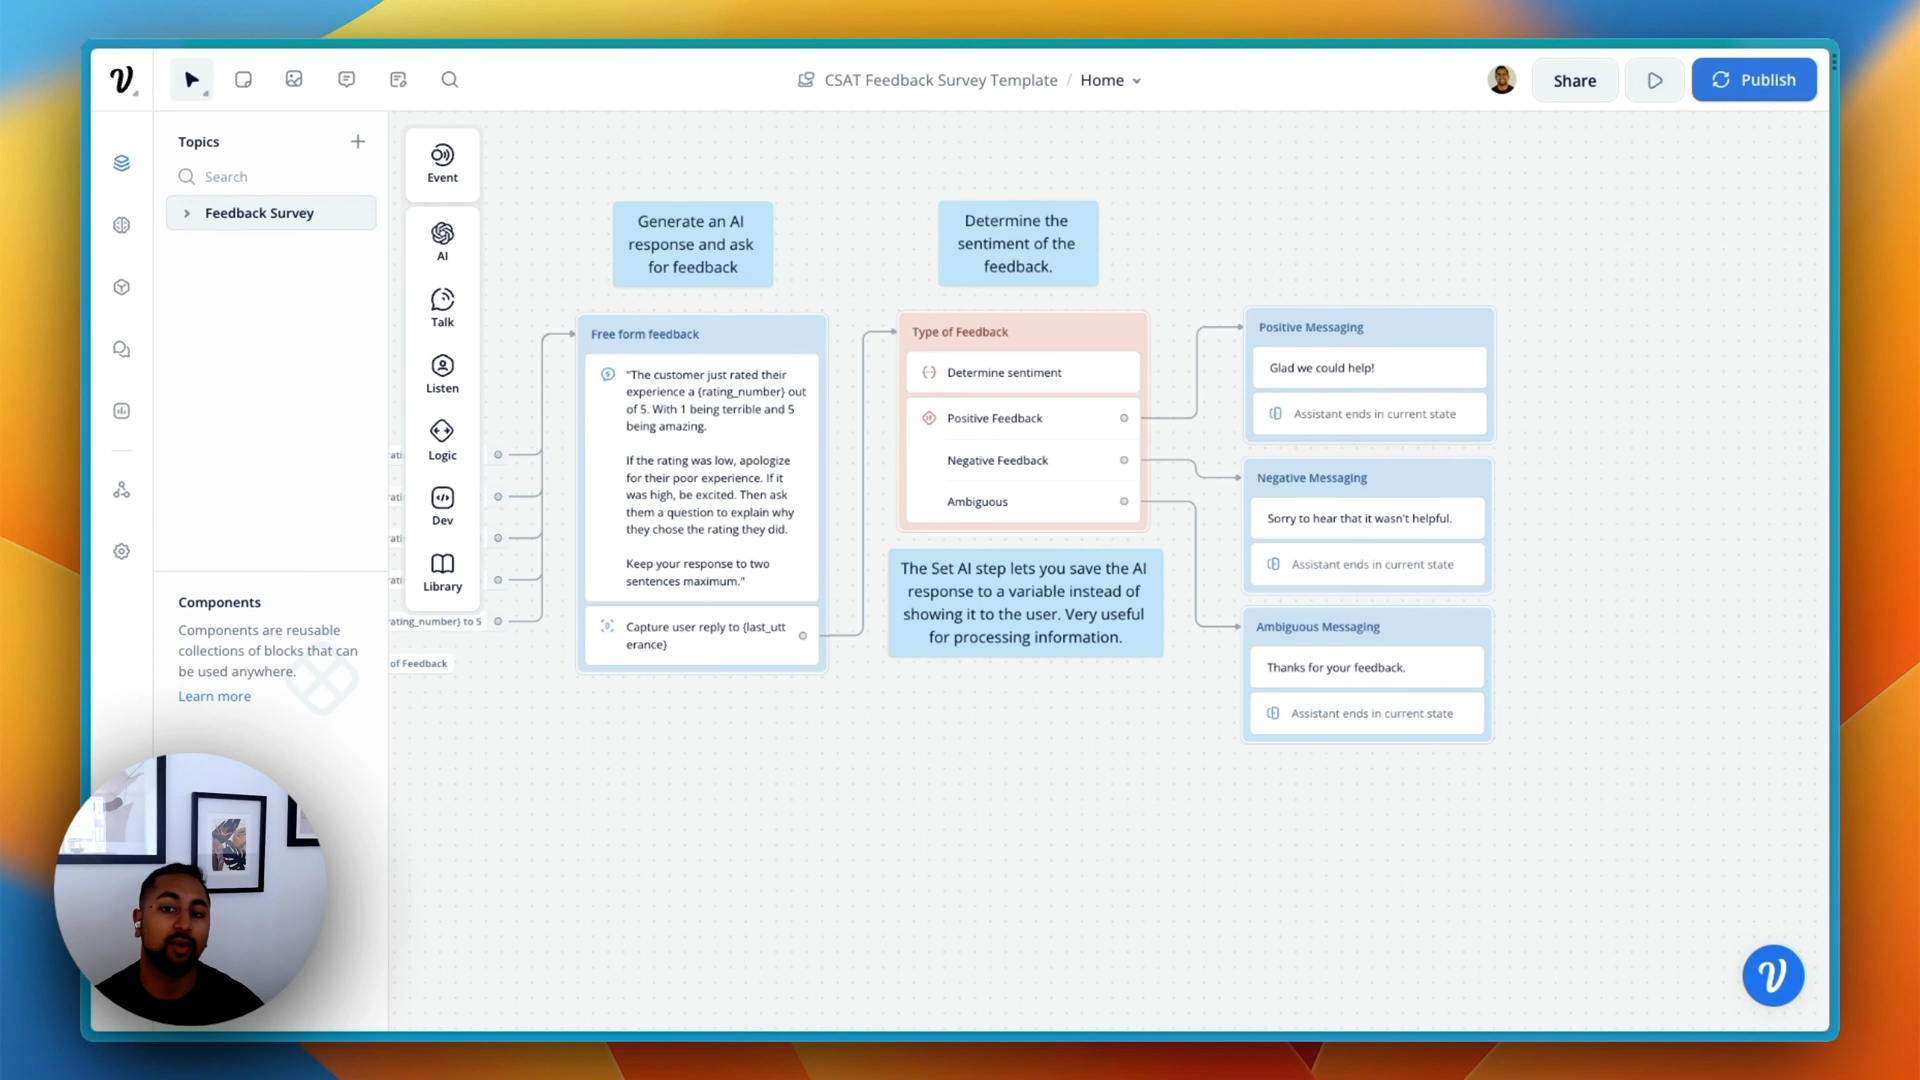 CSAT Feedback Survey Template / Home
Share
Publish
Topics
Search
Feedback Survey
Components
Components are reusable
collections of blocks that can
be used anywhere.
Learn more
Event
AI
Talk
Listen
Logic
Dev
Library
rating_number} to 5
of Feedback
Generate an AI
response and ask
for feedback
Free form feedback
"The customer just rated their
experience a {rating_number} out
of 5. With 1 being terrible and 5
being amazing.
If the rating was low, apologize
for their poor experience. If it
was high, be excited. Then ask
them a question to explain why
they chose the rating they did.
Keep your response to two
sentences maximum."
Capture user reply to {last_utt
erance}
Determine the
sentiment of the
feedback.
Type of Feedback
Determine sentiment
Positive Feedback
Negative Feedback
Ambiguous
The Set AI step lets you save the AI
response to a variable instead of
showing it to the user. Very useful
for processing information.
Positive Messaging
Glad we could help!
Assistant ends in current state
Negative Messaging
Sorry to hear that it wasn't helpful.
Assistant ends in current state
Ambiguous Messaging
Thanks for your feedback.
Assistant ends in current state